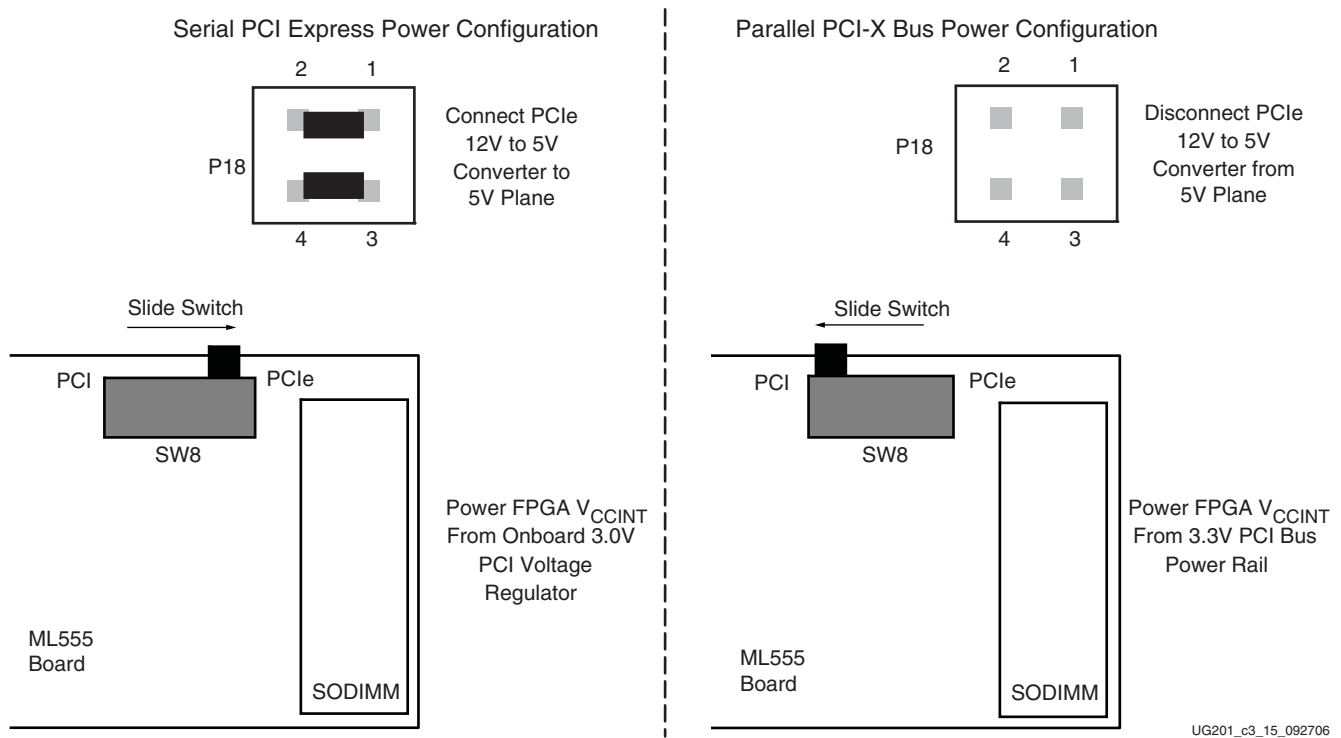 Serial PCI Express Power Configuration
2 1
P18
Connect PCIe
12V to 5V
Converter to
5V Plane
4 3
Slide Switch
PCI
PCIe
SW8
Power FPGA VCCINT
From Onboard 3.0V
PCI Voltage
Regulator
ML555
Board
SODIMM
Parallel PCI-X Bus Power Configuration
2 1
P18
Disconnect PCIe
12V to 5V
Converter from
5V Plane
4 3
Slide Switch
PCI
PCIe
SW8
Power FPGA VCCINT
From 3.3V PCI Bus
Power Rail
ML555
Board
SODIMM
UG201_c3_15_092706